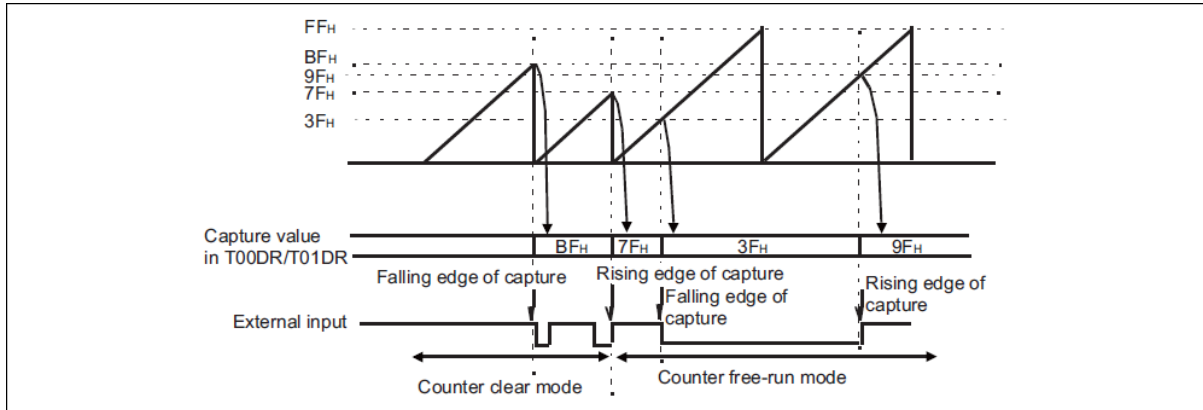 FFH
BFH
9FH
7FH
3FH
Capture value
in T00DR/T01DR
BFH
7FH
3FH
9FH
Falling edge of capture
Rising edge of capture
Falling edge of
capture
Rising edge of
capture
External input
Counter clear mode
Counter free-run mode